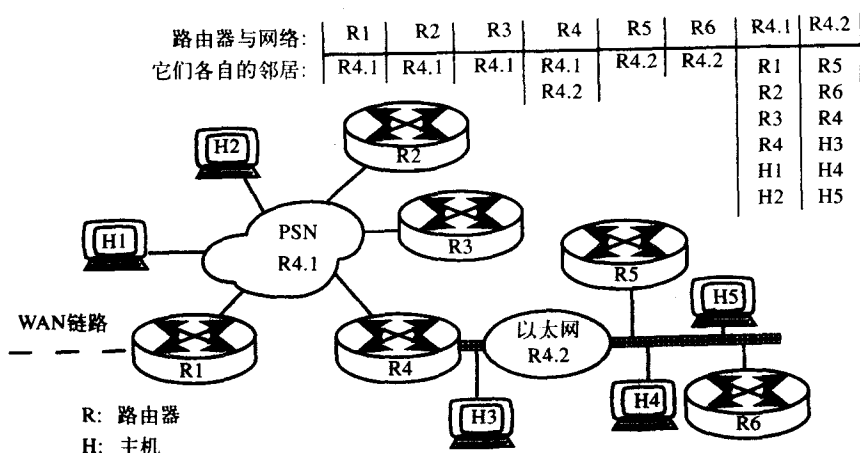 路由器与网络: R1 R2 R3 R4 R5 R6 R4.1 R4.2
它们各自的邻居: R4.1 R4.1 R4.1 R4.1 R4.2 R4.2 R1 R5
R4.2 R2 R6
R3 R4
R4 H3
H1 H4
H2 H5
H2
R2
H1
PSN
R4.1
R3
R5
WAN链路
R1
R4
以太网
R4.2
H5
H3
H4
R6
R: 路由器
H: 主机